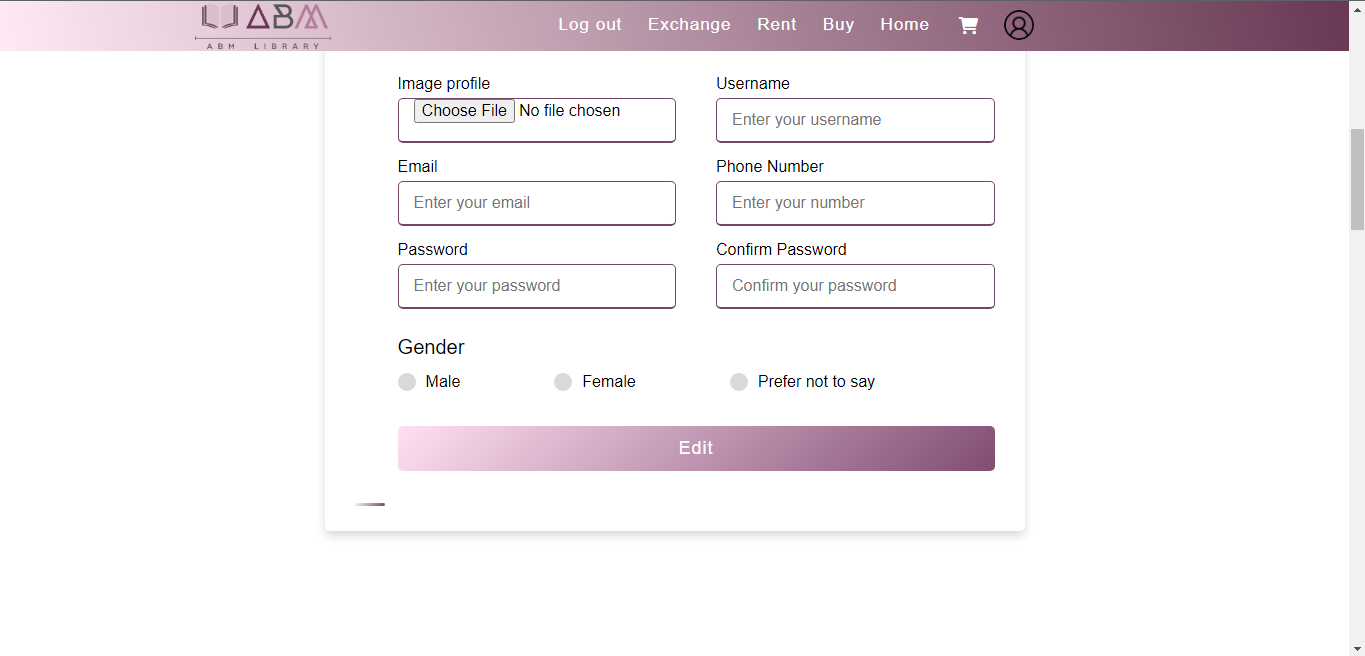 ABM
ABM LIBRARY
Log out Exchange Rent Buy Home
Image profile Username
Choose File No file chosen Enter your username
Email Phone Number
Enter your email Enter your number
Password Confirm Password
Enter your password Confirm your password
Gender
Male Female Prefer not to say
Edit